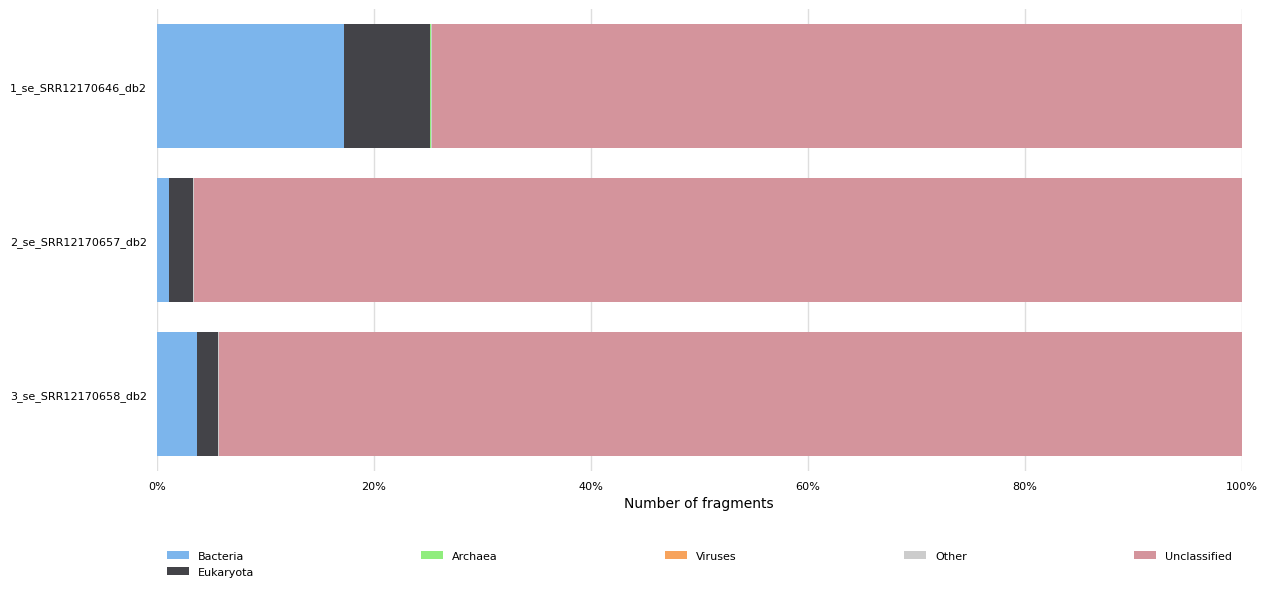 1_se_SRR12170646_db2
2_se_SRR12170657_db2
3_se_SRR12170658_db2
0% 20% 40% 60% 80% 100%
Number of fragments
Bacteria Archaea Viruses Other Unclassified
Eukaryota